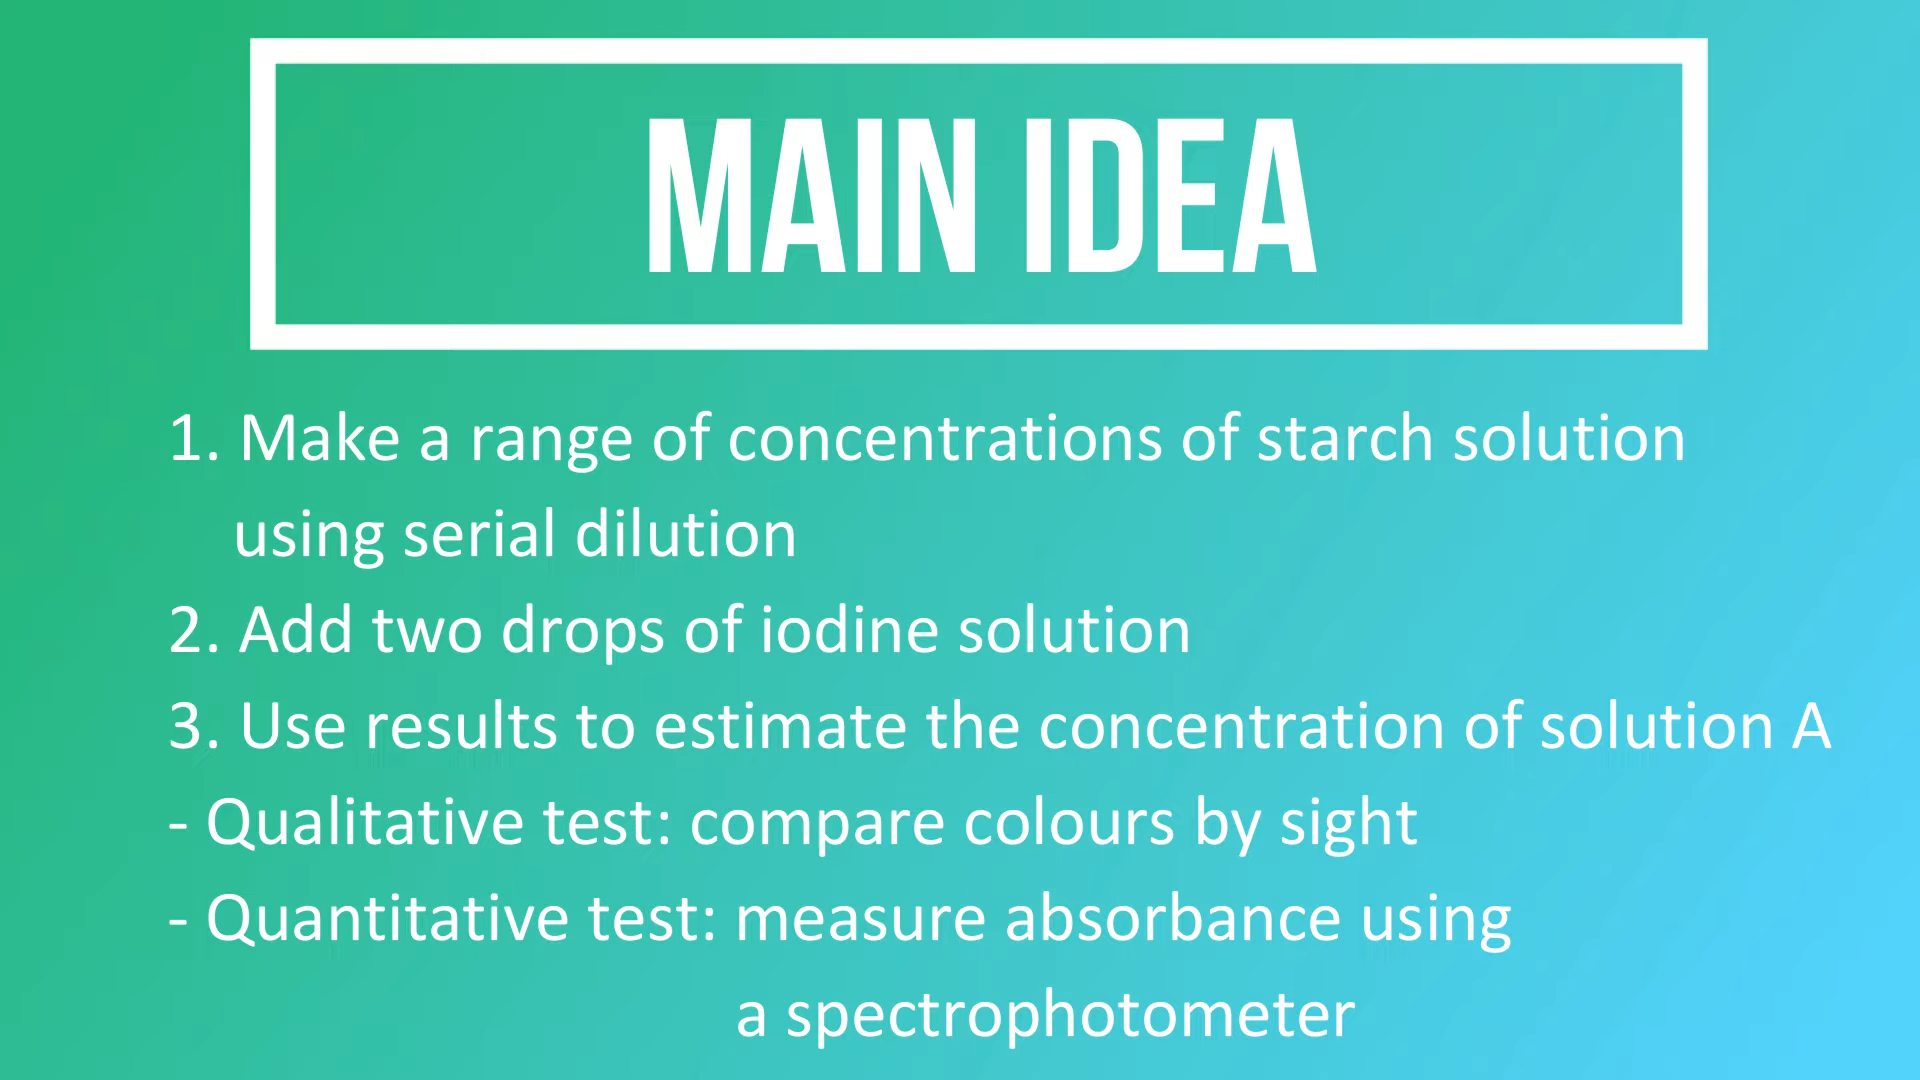 MAIN IDEA
1. Make a range of concentrations of starch solution
using serial dilution
2. Add two drops of iodine solution
3. Use results to estimate the concentration of solution A
- Qualitative test: compare colours by sight
- Quantitative test: measure absorbance using
a spectrophotometer